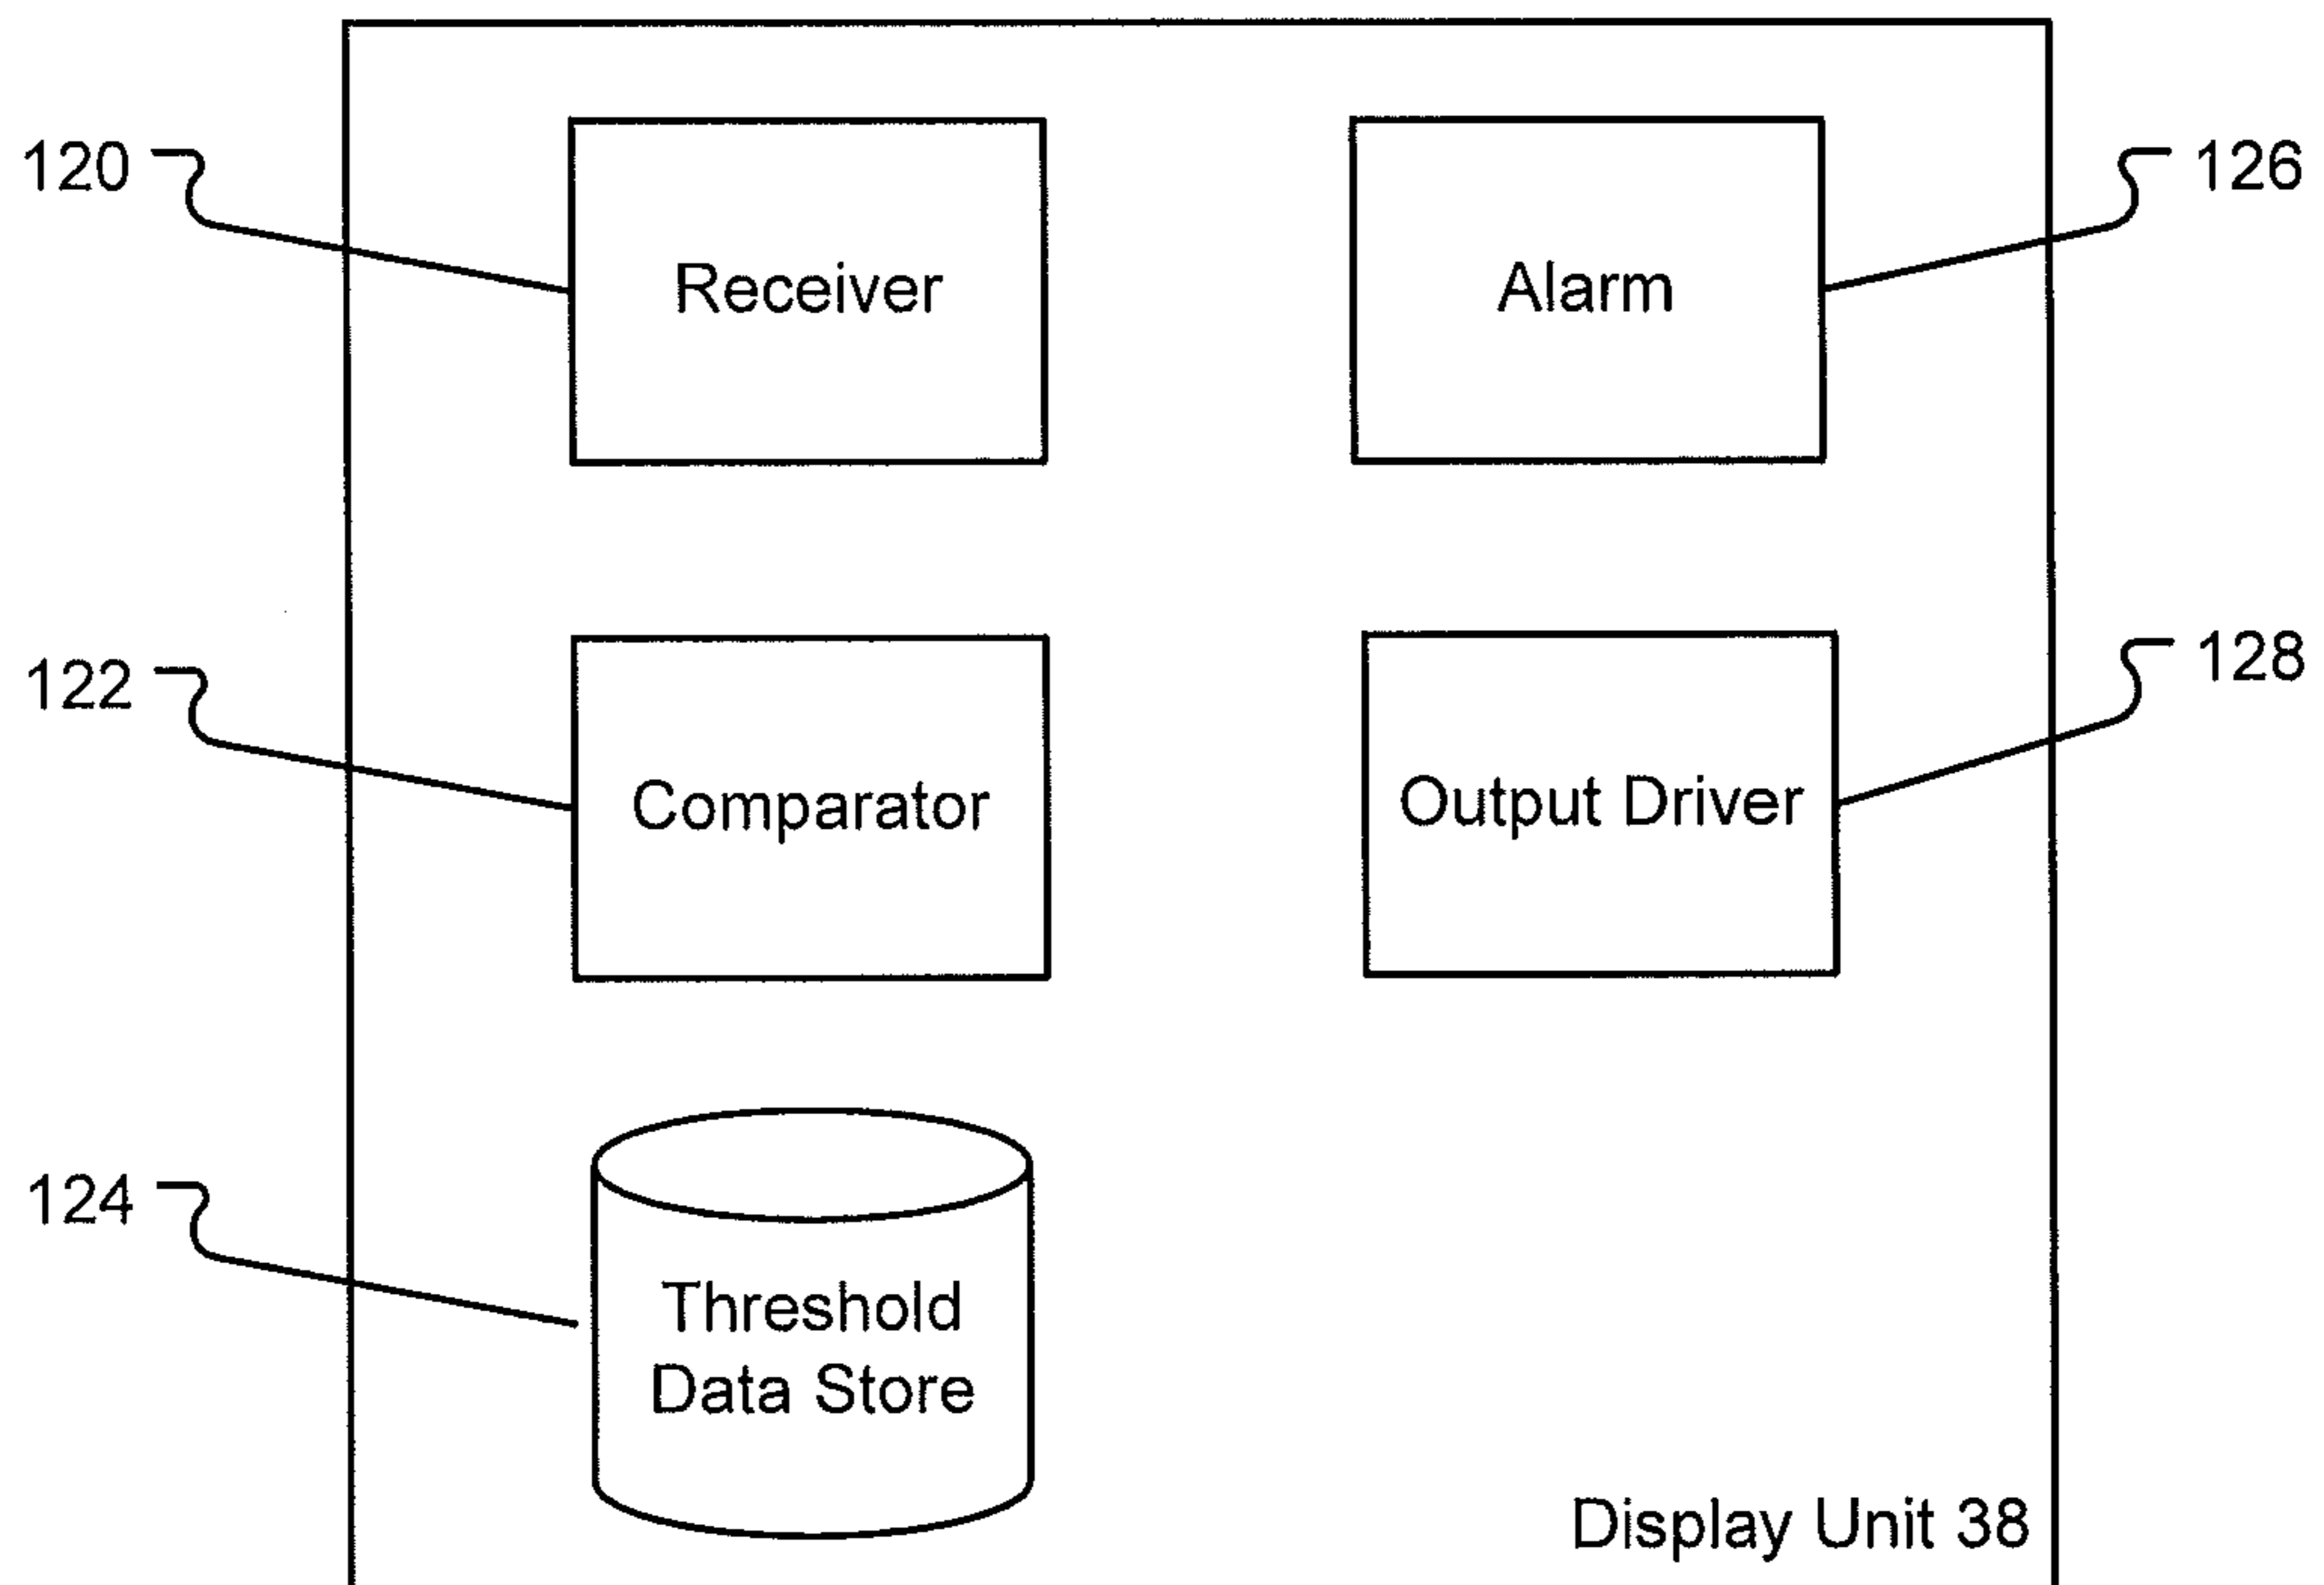 120
Receiver
Alarm
126
122
Comparator
Output Driver
128
124
Threshold
Data Store
Display Unit 38